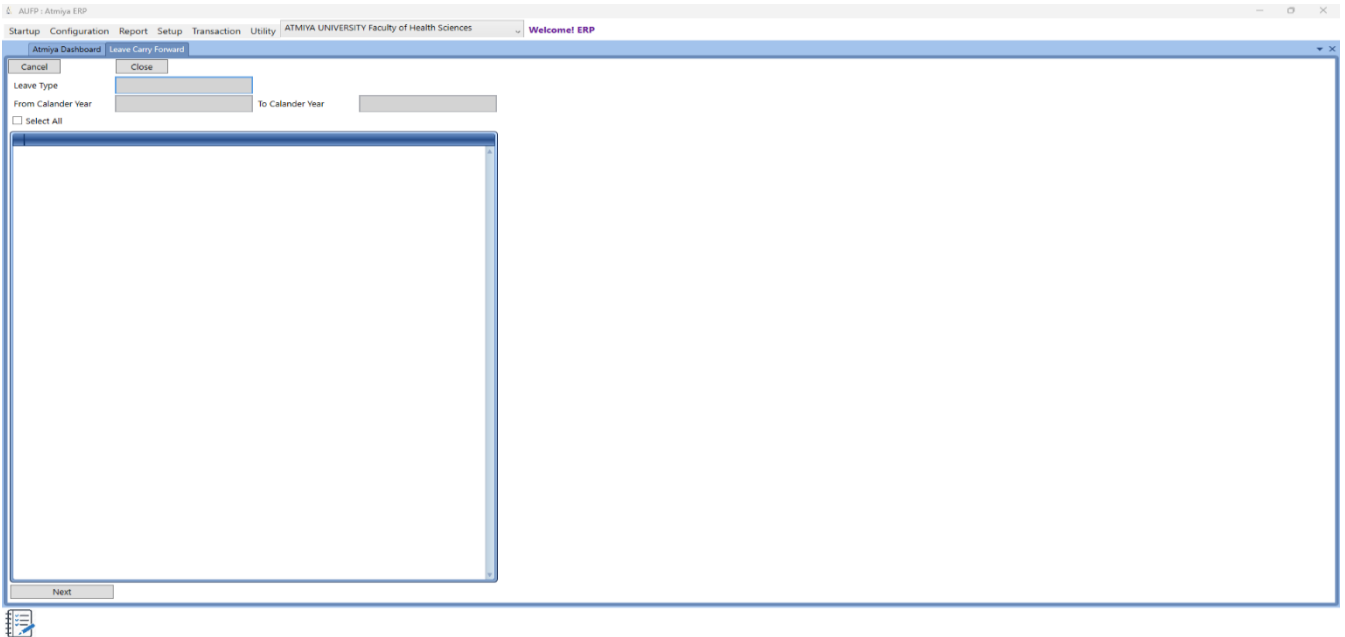 AUFP : Atmiya ERP
Startup Configuration Report Setup Transaction Utility ATMIYA UNIVERSITY Faculty of Health Sciences Welcome! ERP
Atmiya Dashboard Leave Carry Forward
Cancel Close
Leave Type
From Calander Year To Calander Year
Select All
Next